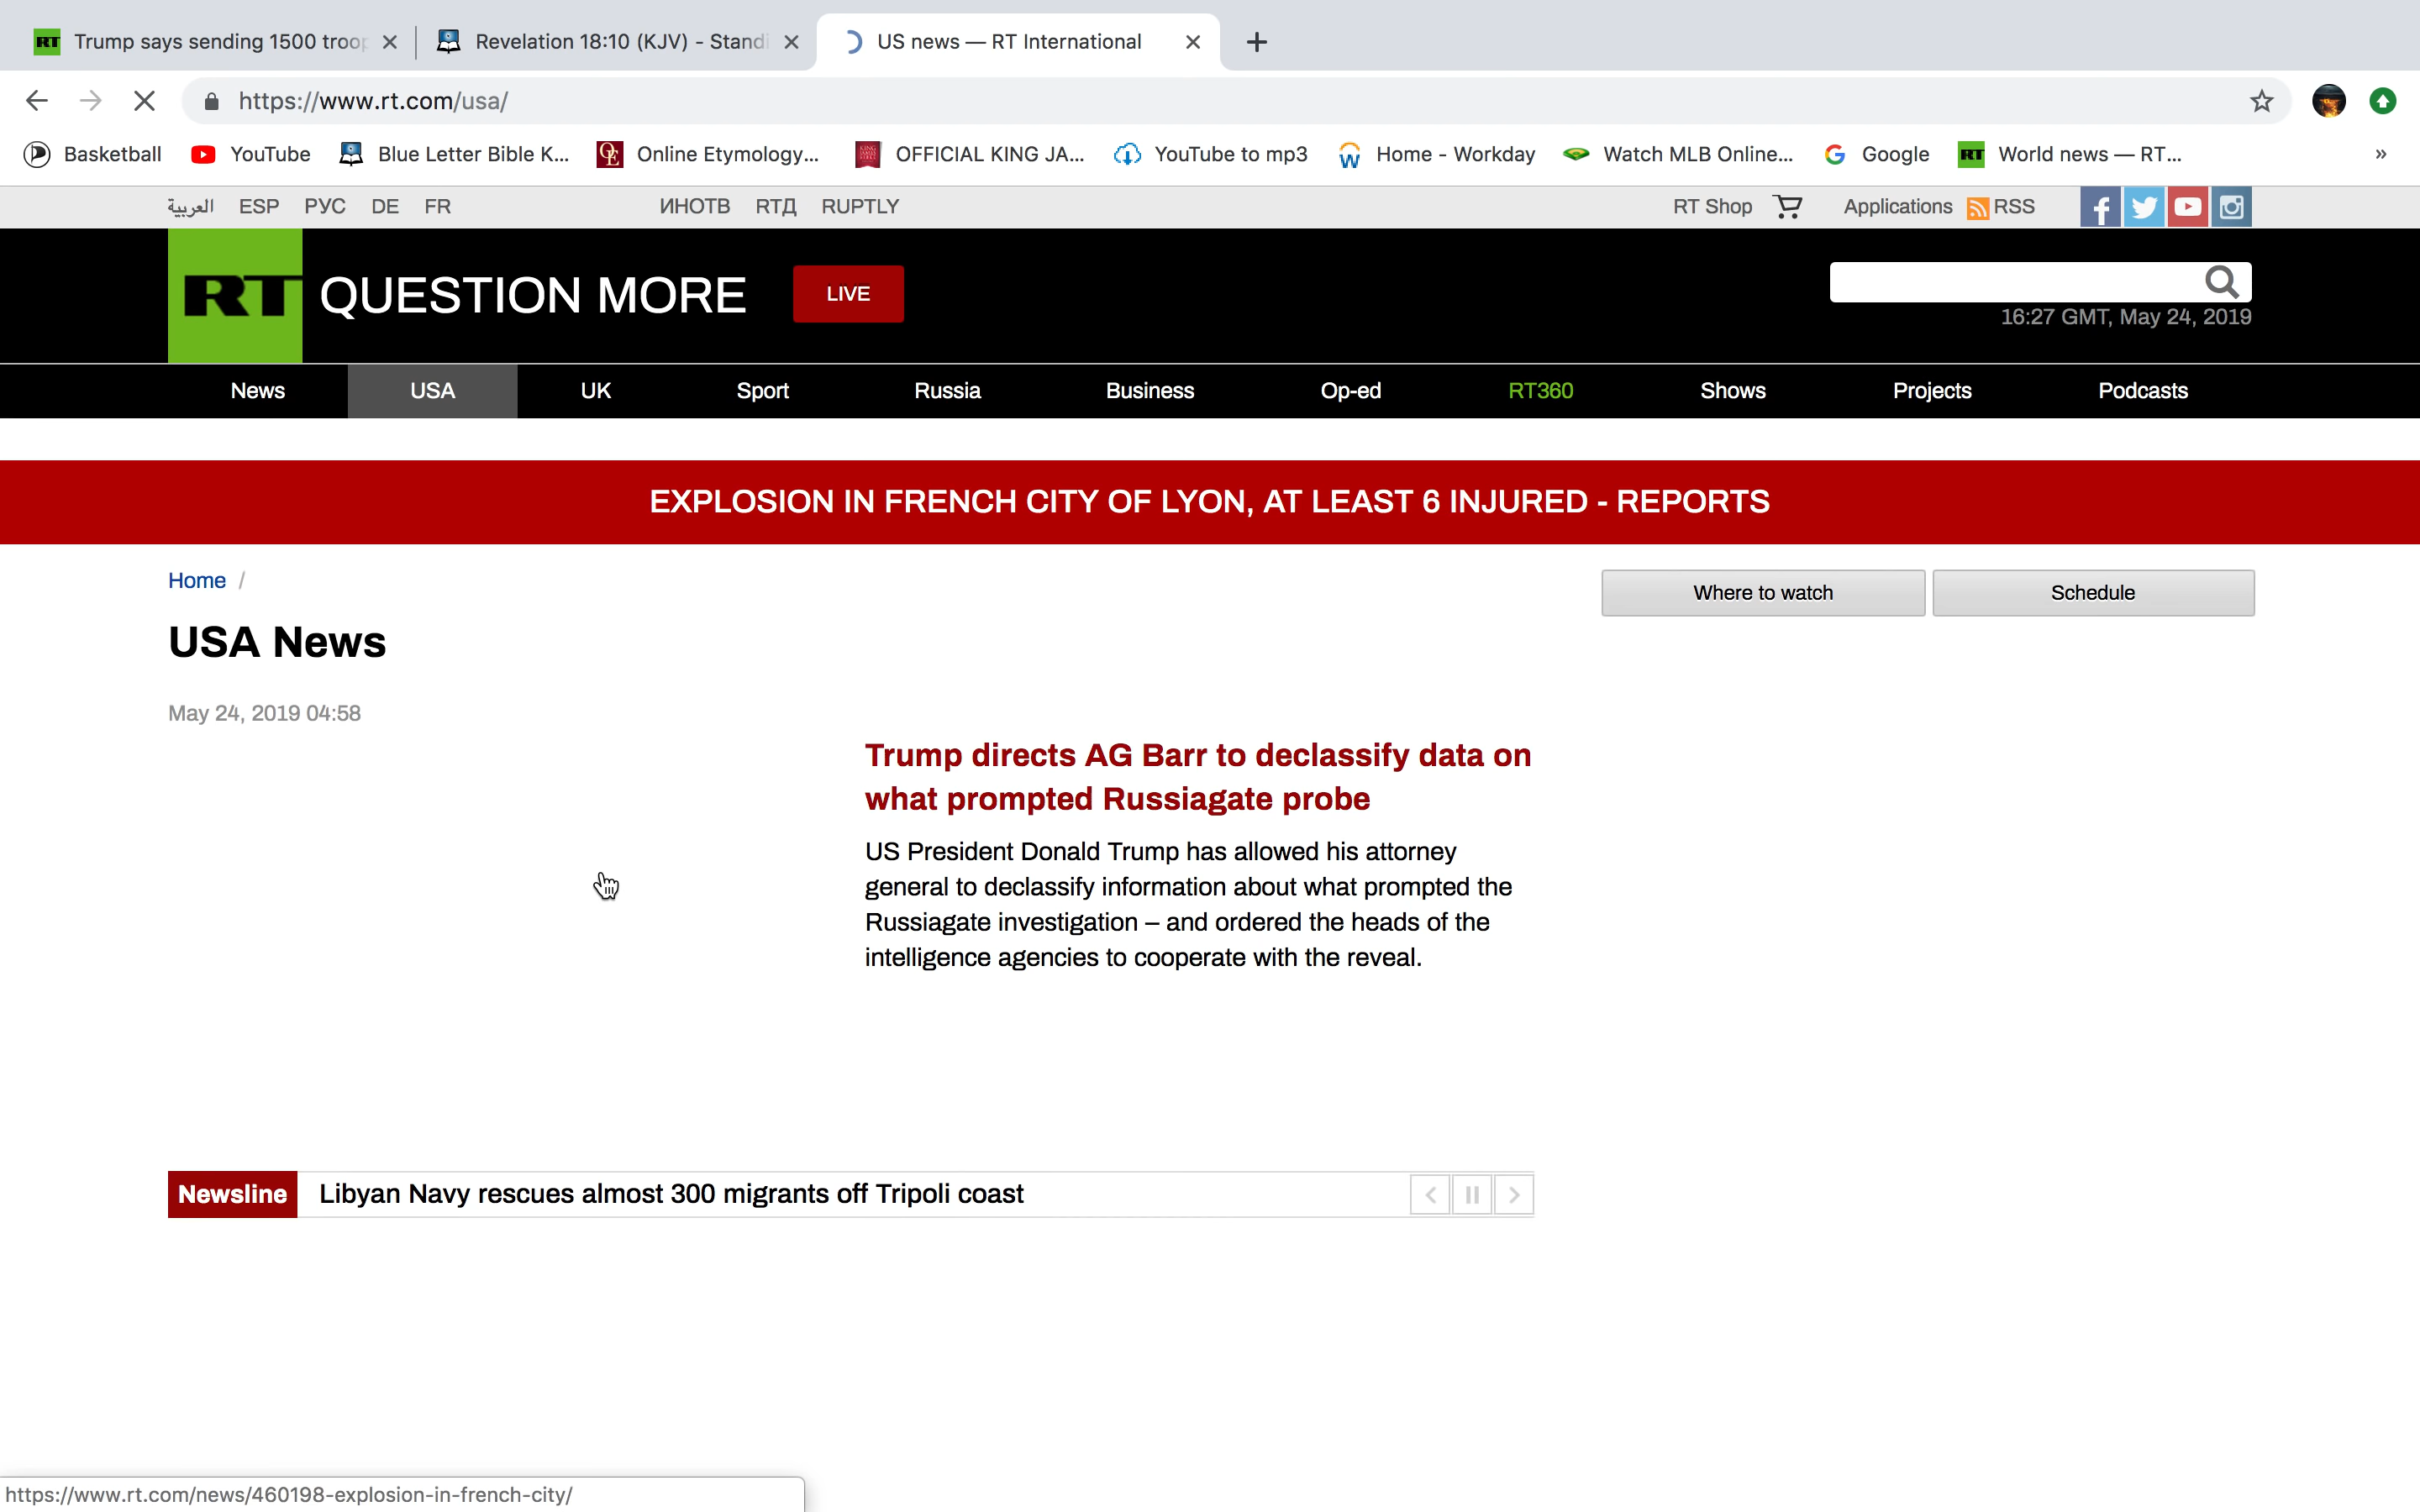 RT Trump says sending 1500 troop
Revelation 18:10 (KJV) - Standi
US news — RT International
https://www.rt.com/usa/
Basketball
YouTube
Blue Letter Bible K...
OE Online Etymology...
OFFICIAL KING JA...
YouTube to mp3
Home - Workday
Watch MLB Online...
Google
RT World news — RT...
العربية ESP РУС DE FR
ИНОТВ RTД RUPTLY
RT Shop Applications RSS
RT QUESTION MORE
LIVE
16:27 GMT, May 24, 2019
News USA UK Sport Russia Business Op-ed RT360 Shows Projects Podcasts
EXPLOSION IN FRENCH CITY OF LYON, AT LEAST 6 INJURED - REPORTS
Home /
Where to watch
Schedule
USA News
May 24, 2019 04:58
Trump directs AG Barr to declassify data on
what prompted Russiagate probe
US President Donald Trump has allowed his attorney
general to declassify information about what prompted the
Russiagate investigation – and ordered the heads of the
intelligence agencies to cooperate with the reveal.
Newsline Libyan Navy rescues almost 300 migrants off Tripoli coast
https://www.rt.com/news/460198-explosion-in-french-city/